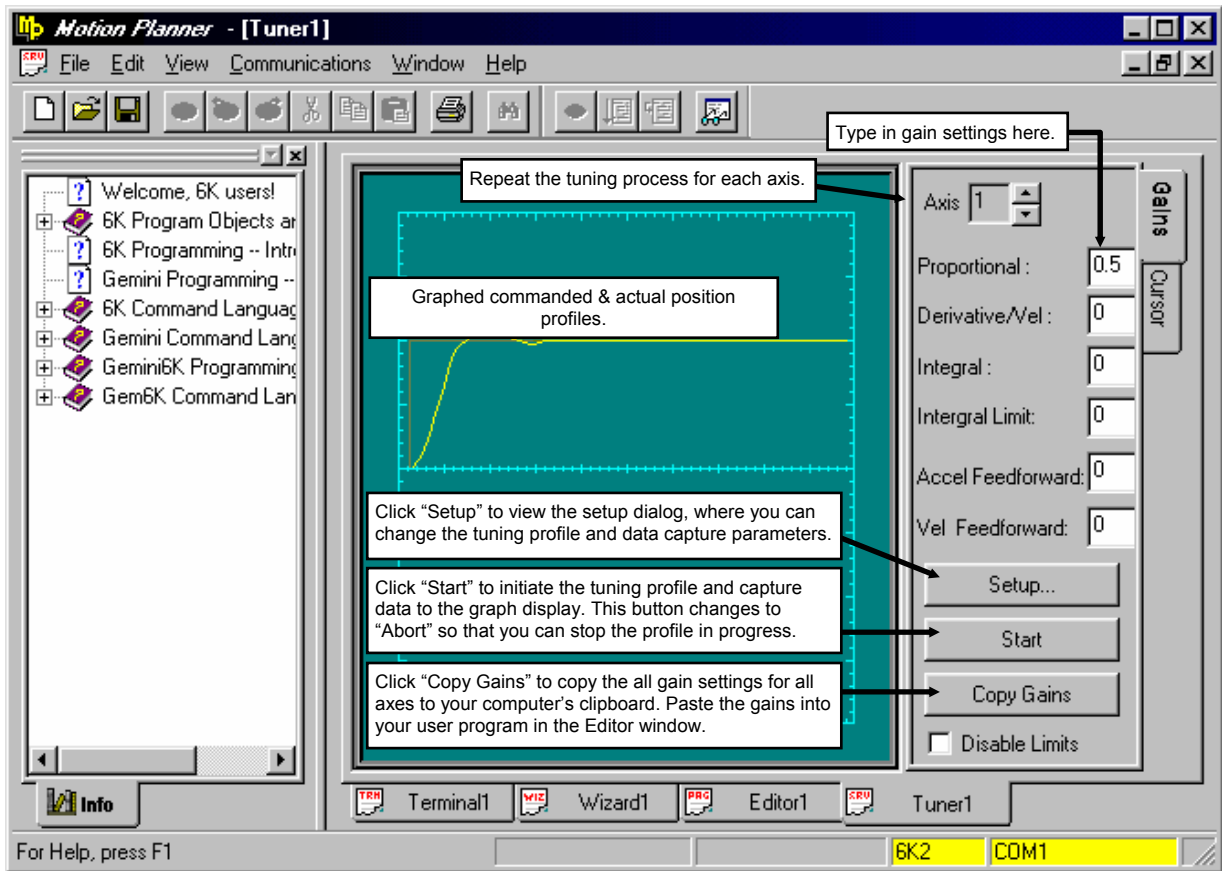 Motion Planner - [Tuner1]
File Edit View Communications Window Help
Type in gain settings here.
Welcome, 6K users!
6K Program Objects ar
6K Programming -- Intr
Gemini Programming --
6K Command Languag
Gemini Command Lang
Gemini6K Programming
Gem6K Command Lan
Info
Repeat the tuning process for each axis.
Graphed commanded & actual position
profiles.
Click “Setup” to view the setup dialog, where you can
change the tuning profile and data capture parameters.
Click “Start” to initiate the tuning profile and capture
data to the graph display. This button changes to
“Abort” so that you can stop the profile in progress.
Click “Copy Gains” to copy the all gain settings for all
axes to your computer’s clipboard. Paste the gains into
your user program in the Editor window.
Axis 1
Proportional : 0.5
Derivative/Vel : 0
Integral : 0
Intergral Limit: 0
Accel Feedforward: 0
Vel Feedforward: 0
Setup...
Start
Copy Gains
Disable Limits
Gains
Cursor
TRM Terminal1
WIZ Wizard1
PRG Editor1
SRV Tuner1
For Help, press F1
6K2
COM1